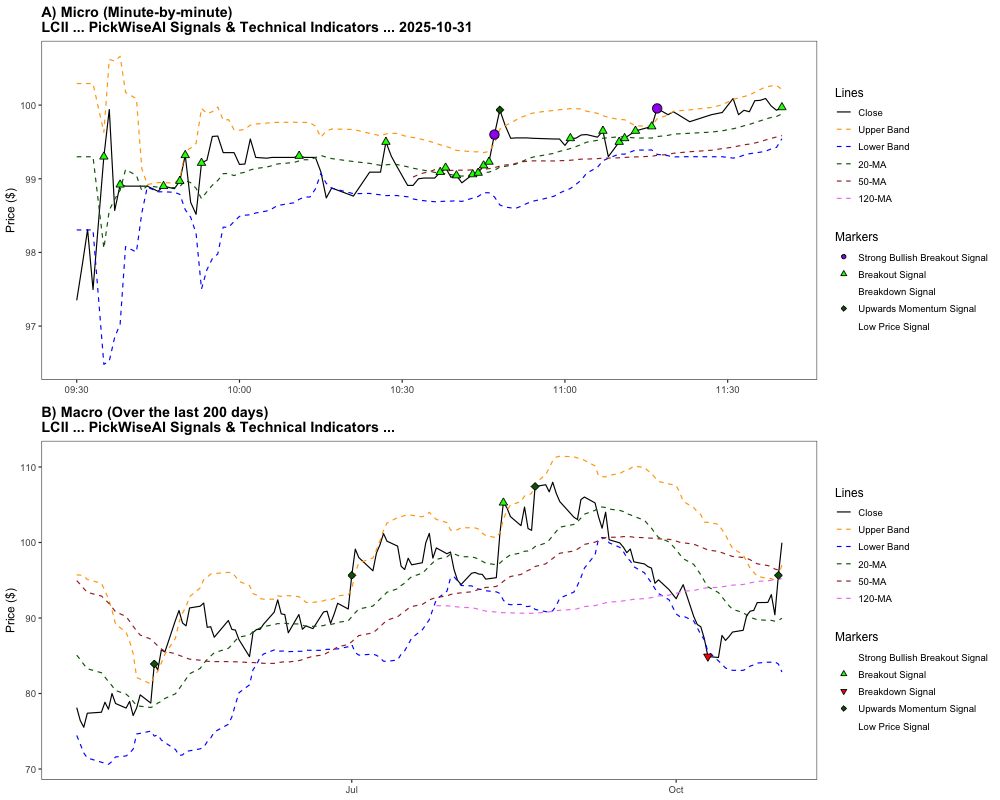 A) Micro (Minute-by-minute)
LCII ... PickWiseAI Signals & Technical Indicators ... 2025-10-31
Price ($)
100
99
98
97
09:30
10:00
10:30
11:00
11:30
Lines
Close
Upper Band
Lower Band
20-MA
50-MA
120-MA
Markers
Strong Bullish Breakout Signal
Breakout Signal
Breakdown Signal
Upwards Momentum Signal
Low Price Signal
B) Macro (Over the last 200 days)
LCII ... PickWiseAI Signals & Technical Indicators ...
Price ($)
110
100
90
80
70
Jul
Oct
Lines
Close
Upper Band
Lower Band
20-MA
50-MA
120-MA
Markers
Strong Bullish Breakout Signal
Breakout Signal
Breakdown Signal
Upwards Momentum Signal
Low Price Signal